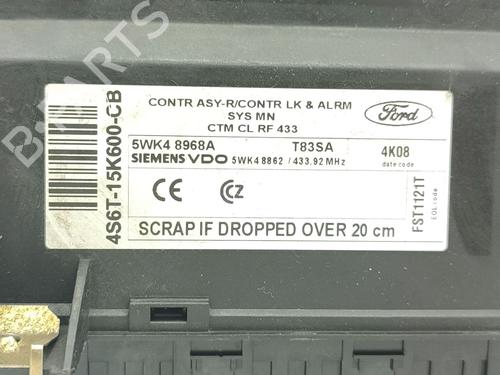 CONTR ASY-R/CONTR LK & ALRM
SYS MN
CTM CL RF 433
Ford
5WK4 8968A T83SA
4K08
SIEMENS VDO 5WK4 8862 / 433.92 MHz
date code
CE CZ
FST1121T
EOL-code
SCRAP IF DROPPED OVER 20 cm
4S6T-15K600-CB
B-PARTS